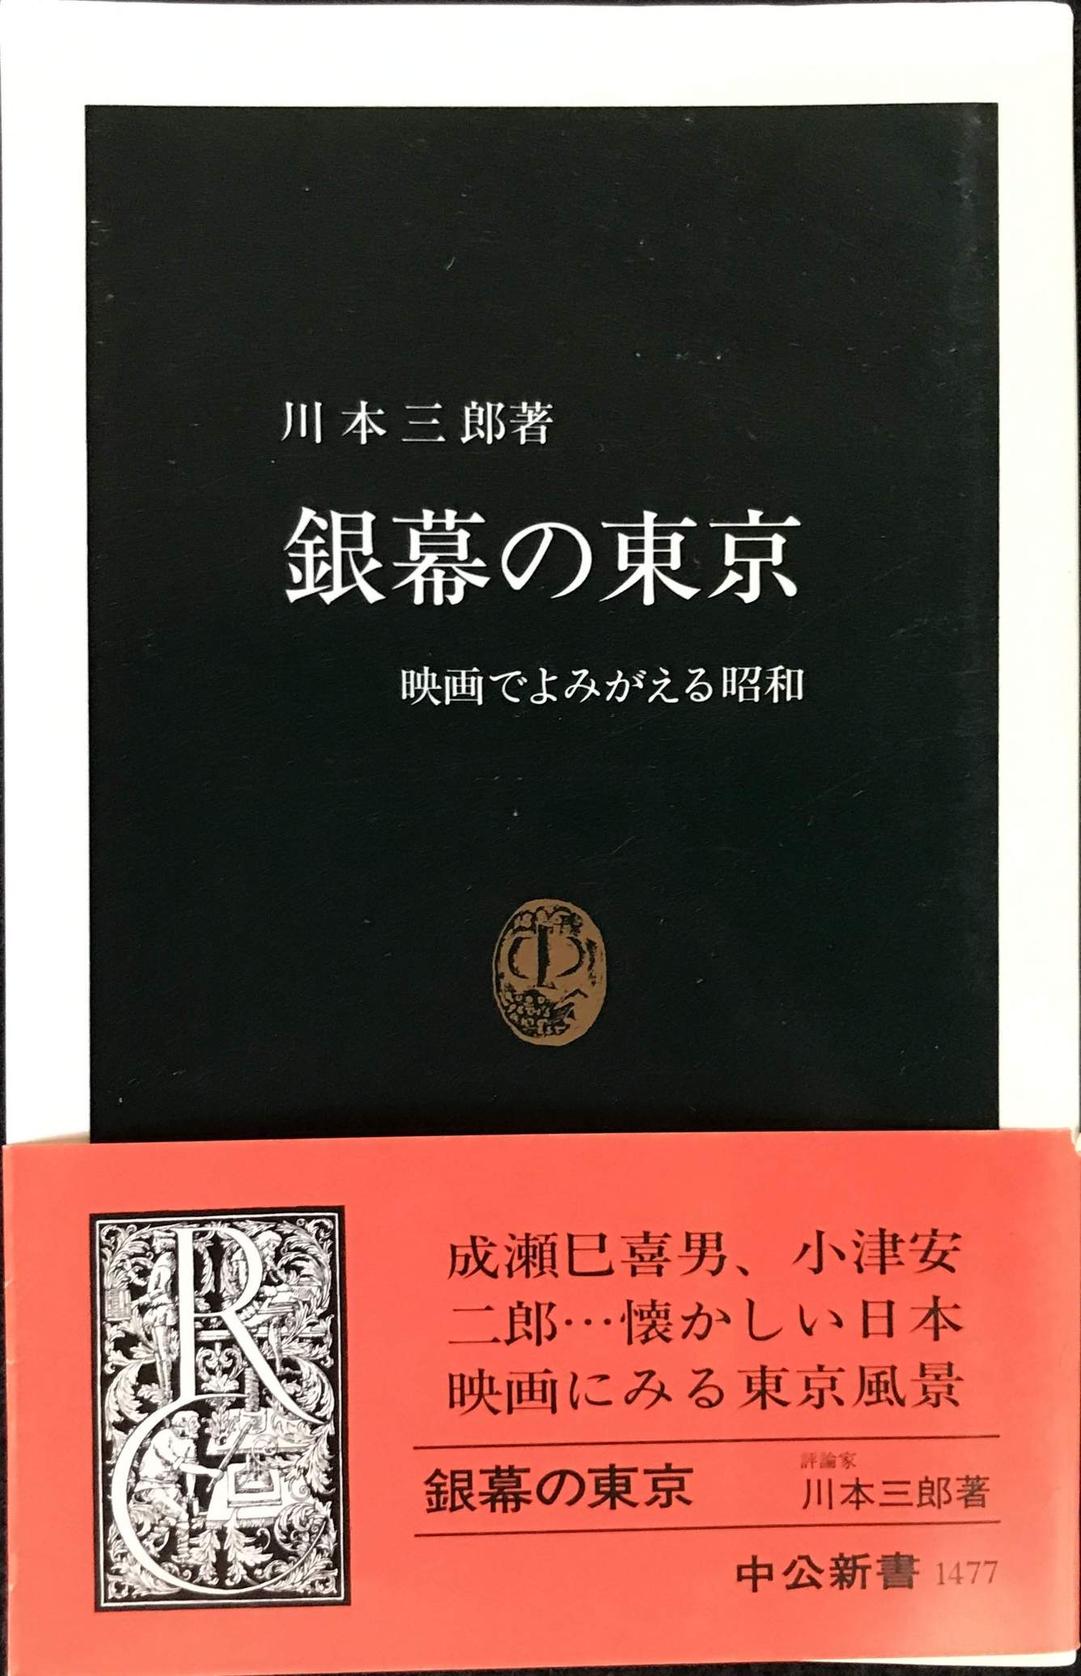 川本三郎著
銀幕の東京
映画でよみがえる昭和
中
R
C
成瀬巳喜男、小津安
二郎…懐かしい日本
映画にみる東京風景
銀幕の東京
評論家
川本三郎著
中公新書 1477